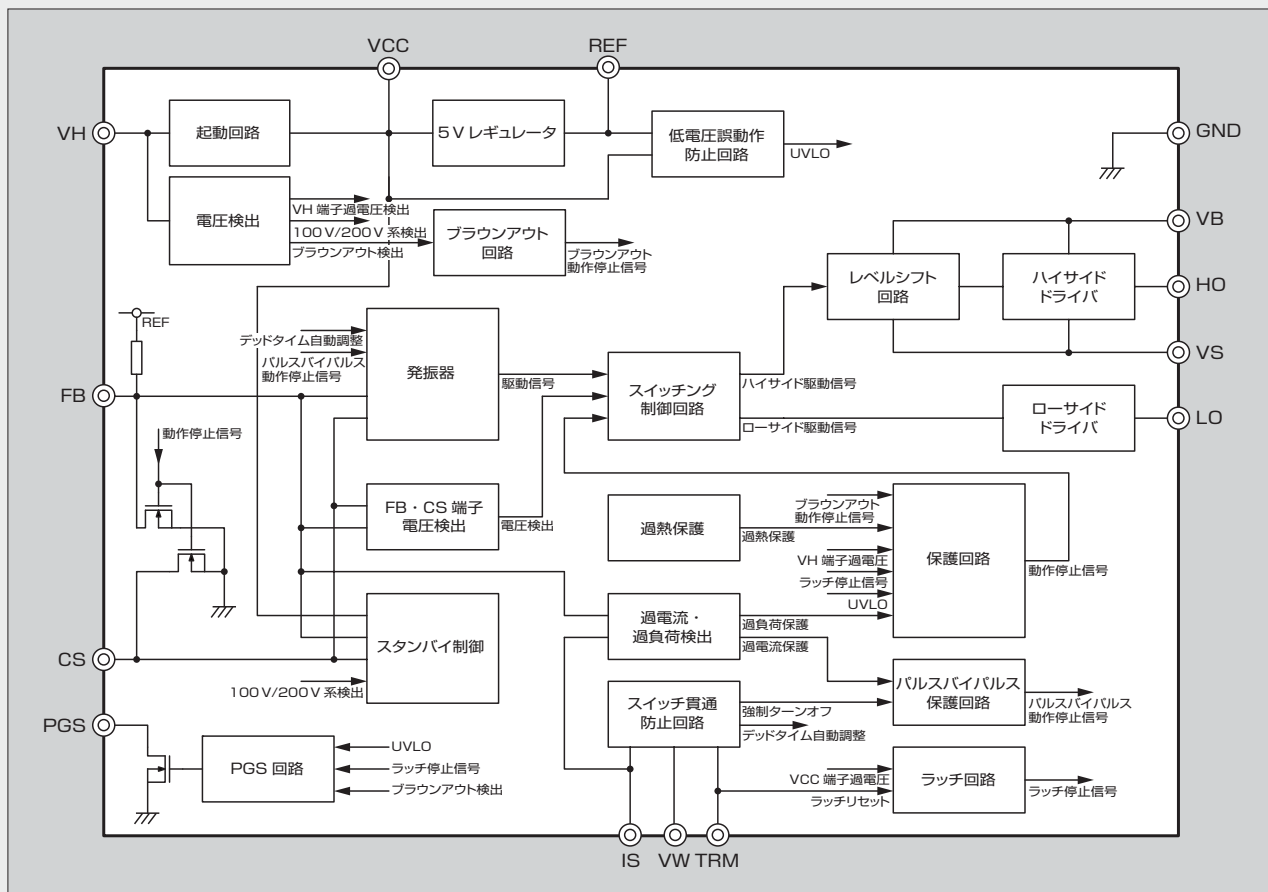 VCC
REF
VH
起動回路
5 V レギュレータ
低電圧誤動作
防止回路
UVLO
GND
電圧検出
VH 端子過電圧検出
100 V/200 V 系検出
ブラウンアウト検出
ブラウンアウト
回路
ブラウンアウト
動作停止信号
VB
レベルシフト
回路
ハイサイド
ドライバ
HO
VS
REF
デッドタイム自動調整
パルスバイパルス
動作停止信号
発振器
駆動信号
スイッチング
制御回路
ハイサイド駆動信号
ローサイド駆動信号
ローサイド
ドライバ
LO
FB
動作停止信号
FB・CS 端子
電圧検出
電圧検出
過熱保護
過熱保護
ブラウンアウト
動作停止信号
VH 端子過電圧
ラッチ停止信号
UVLO
保護回路
動作停止信号
スタンバイ制御
100 V/200 V 系検出
過電流・
過負荷検出
過負荷保護
過電流保護
CS
スイッチ貫通
防止回路
強制ターンオフ
デッドタイム自動調整
パルスバイパルス
保護回路
パルスバイパルス
動作停止信号
PGS
PGS 回路
UVLO
ラッチ停止信号
ブラウンアウト検出
VCC 端子過電圧
ラッチリセット
ラッチ回路
ラッチ停止信号
IS
VW
TRM